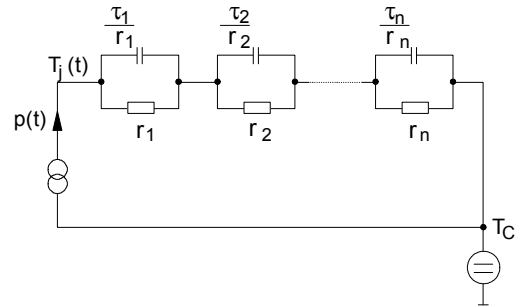 τ1 τ2 τn
r1 r2 rn
Tj (t)
r1 r2 rn
p(t)
TC